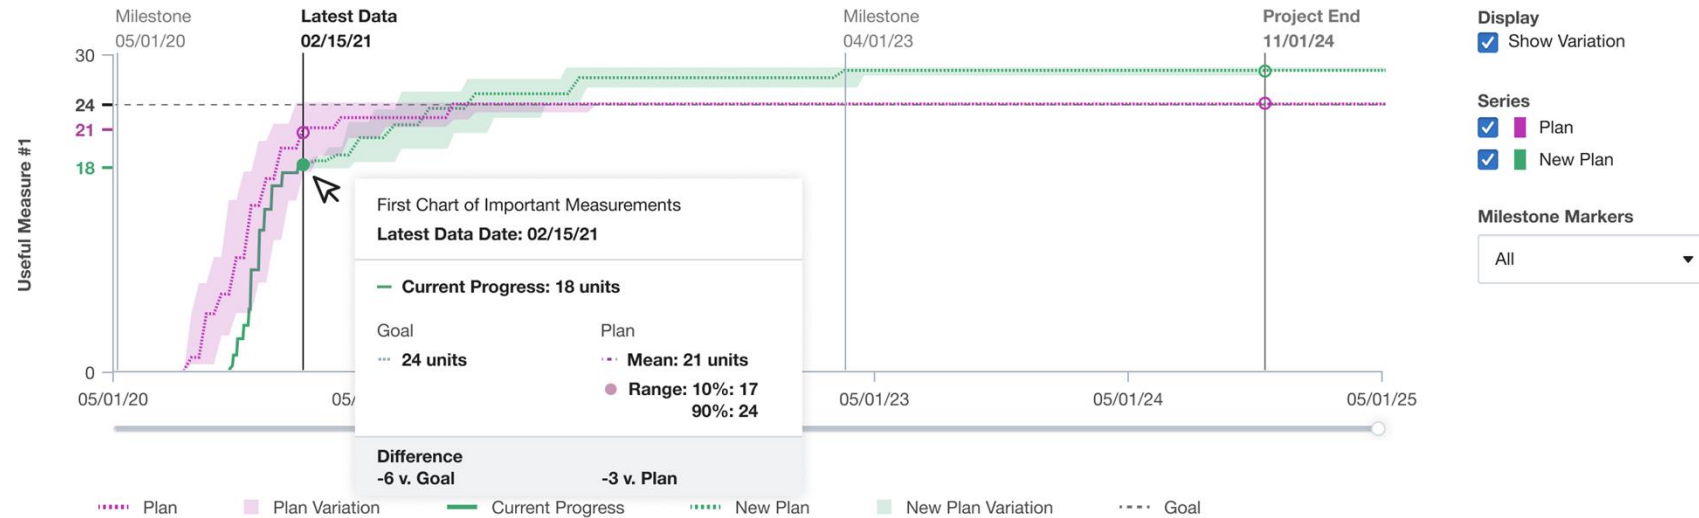 Milestone
05/01/20
Latest Data
02/15/21
Milestone
04/01/23
Project End
11/01/24
Useful Measure #1
30
24
21
18
0
05/01/20
05/
05/01/23
05/01/24
05/01/25
First Chart of Important Measurements
Latest Data Date: 02/15/21
Current Progress: 18 units
Goal
24 units
Plan
Mean: 21 units
Range: 10%: 17
90%: 24
Difference
-6 v. Goal
-3 v. Plan
Plan
Plan Variation
Current Progress
New Plan
New Plan Variation
Goal
Display
Show Variation
Series
Plan
New Plan
Milestone Markers
All